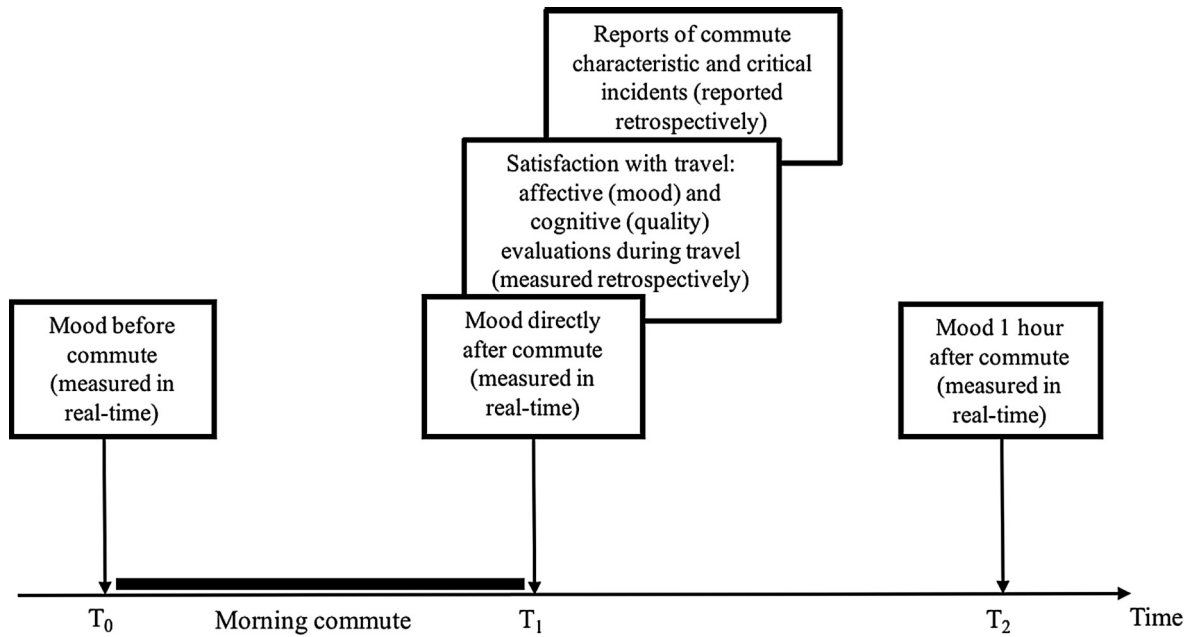 Reports of commute
characteristic and critical
incidents (reported
retrospectively)
Satisfaction with travel:
affective (mood) and
cognitive (quality)
evaluations during travel
(measured retrospectively)
Mood before
commute
(measured in
real-time)
Mood directly
after commute
(measured in
real-time)
Mood 1 hour
after commute
(measured in
real-time)
T0
Morning commute
T1
T2
Time